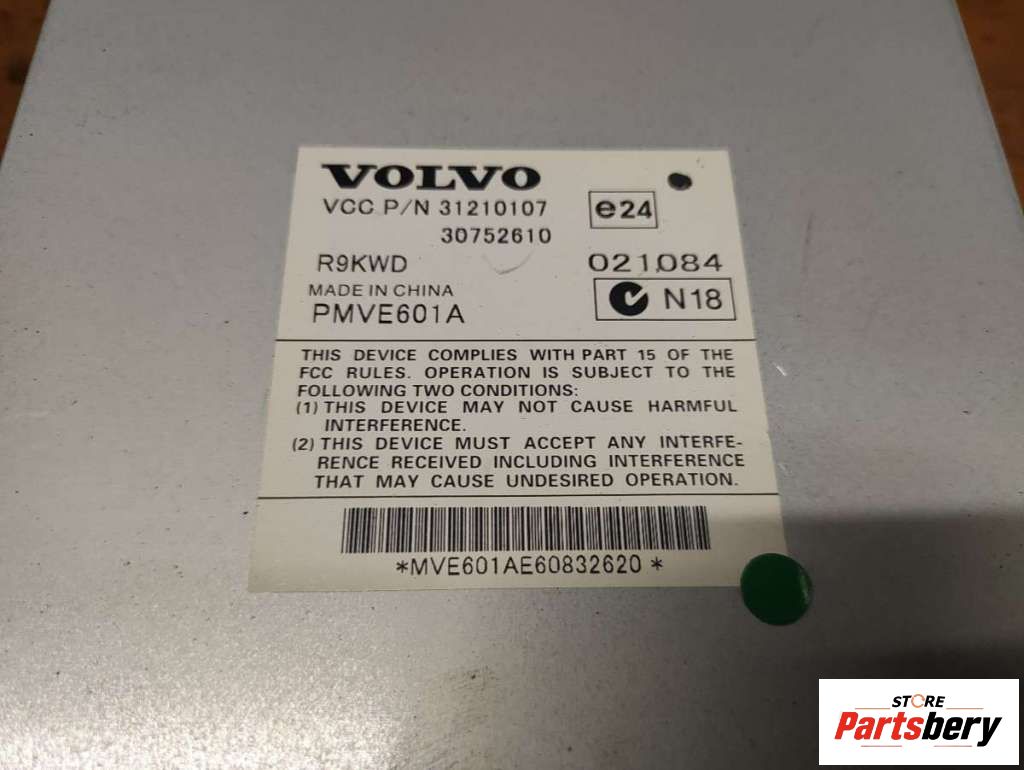 VOLVO
VCC P/N 31210107
30752610
e24
R9KWD
021084
MADE IN CHINA
N18
PMVE601A
THIS DEVICE COMPLIES WITH PART 15 OF THE
FCC RULES. OPERATION IS SUBJECT TO THE
FOLLOWING TWO CONDITIONS:
(1) THIS DEVICE MAY NOT CAUSE HARMFUL
INTERFERENCE.
(2) THIS DEVICE MUST ACCEPT ANY INTERFE-
RENCE RECEIVED INCLUDING INTERFERENCE
THAT MAY CAUSE UNDESIRED OPERATION.
*MVE601AE60832620*
STORE
Partsbery